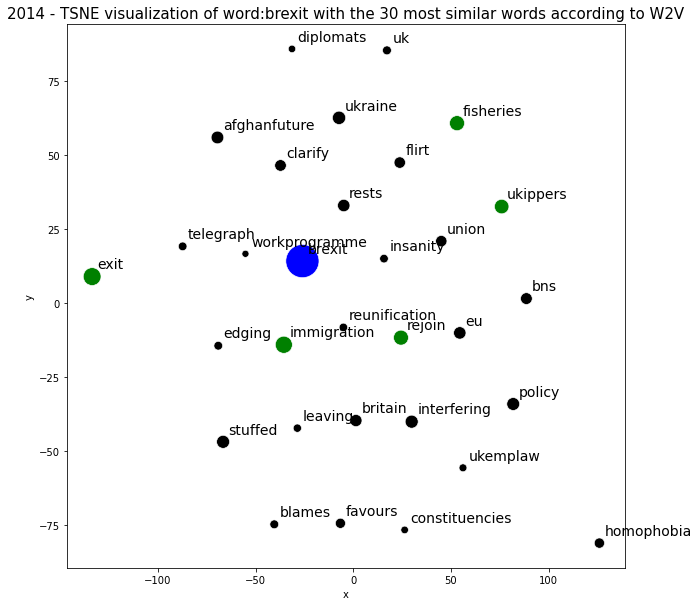 2014 - TSNE visualization of word:brexit with the 30 most similar words according to W2V
diplomats
uk
75
ukraine
fisheries
afghanfuture
50
clarify
flirt
rests
ukippers
25
telegraph
union
workprogramme
brexit
insanity
exit
bns
y
0
reunification
eu
rejoin
edging
immigration
−25
policy
leaving
britain
interfering
stuffed
−50
ukemplaw
blames
favours
constituencies
−75
homophobia
−100
−50
0
50
100
x